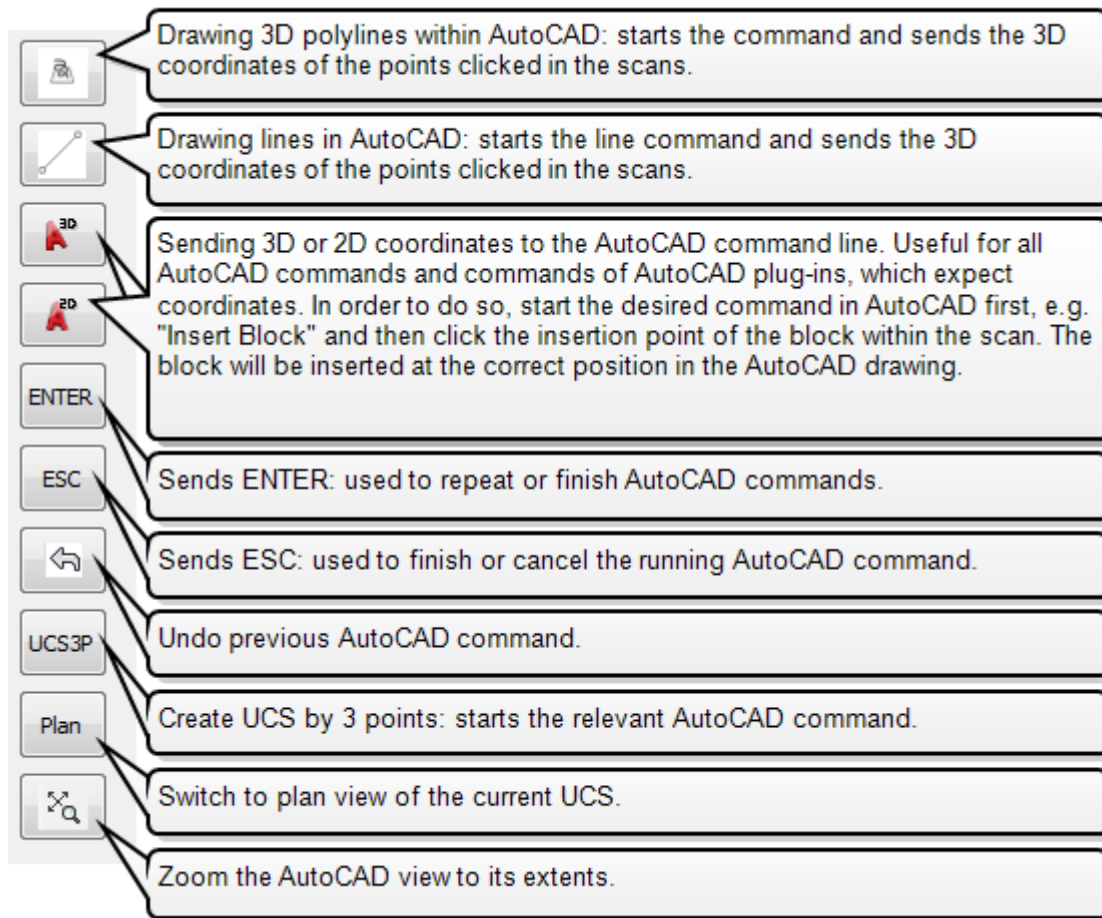 Drawing 3D polylines within AutoCAD: starts the command and sends the 3D
coordinates of the points clicked in the scans.
Drawing lines in AutoCAD: starts the line command and sends the 3D
coordinates of the points clicked in the scans.
3D
Sending 3D or 2D coordinates to the AutoCAD command line. Useful for all
AutoCAD commands and commands of AutoCAD plug-ins, which expect
coordinates. In order to do so, start the desired command in AutoCAD first, e.g.
"Insert Block" and then click the insertion point of the block within the scan. The
block will be inserted at the correct position in the AutoCAD drawing.
2D
ENTER
Sends ENTER: used to repeat or finish AutoCAD commands.
ESC
Sends ESC: used to finish or cancel the running AutoCAD command.
Undo previous AutoCAD command.
UCS3P
Create UCS by 3 points: starts the relevant AutoCAD command.
Plan
Switch to plan view of the current UCS.
Zoom the AutoCAD view to its extents.